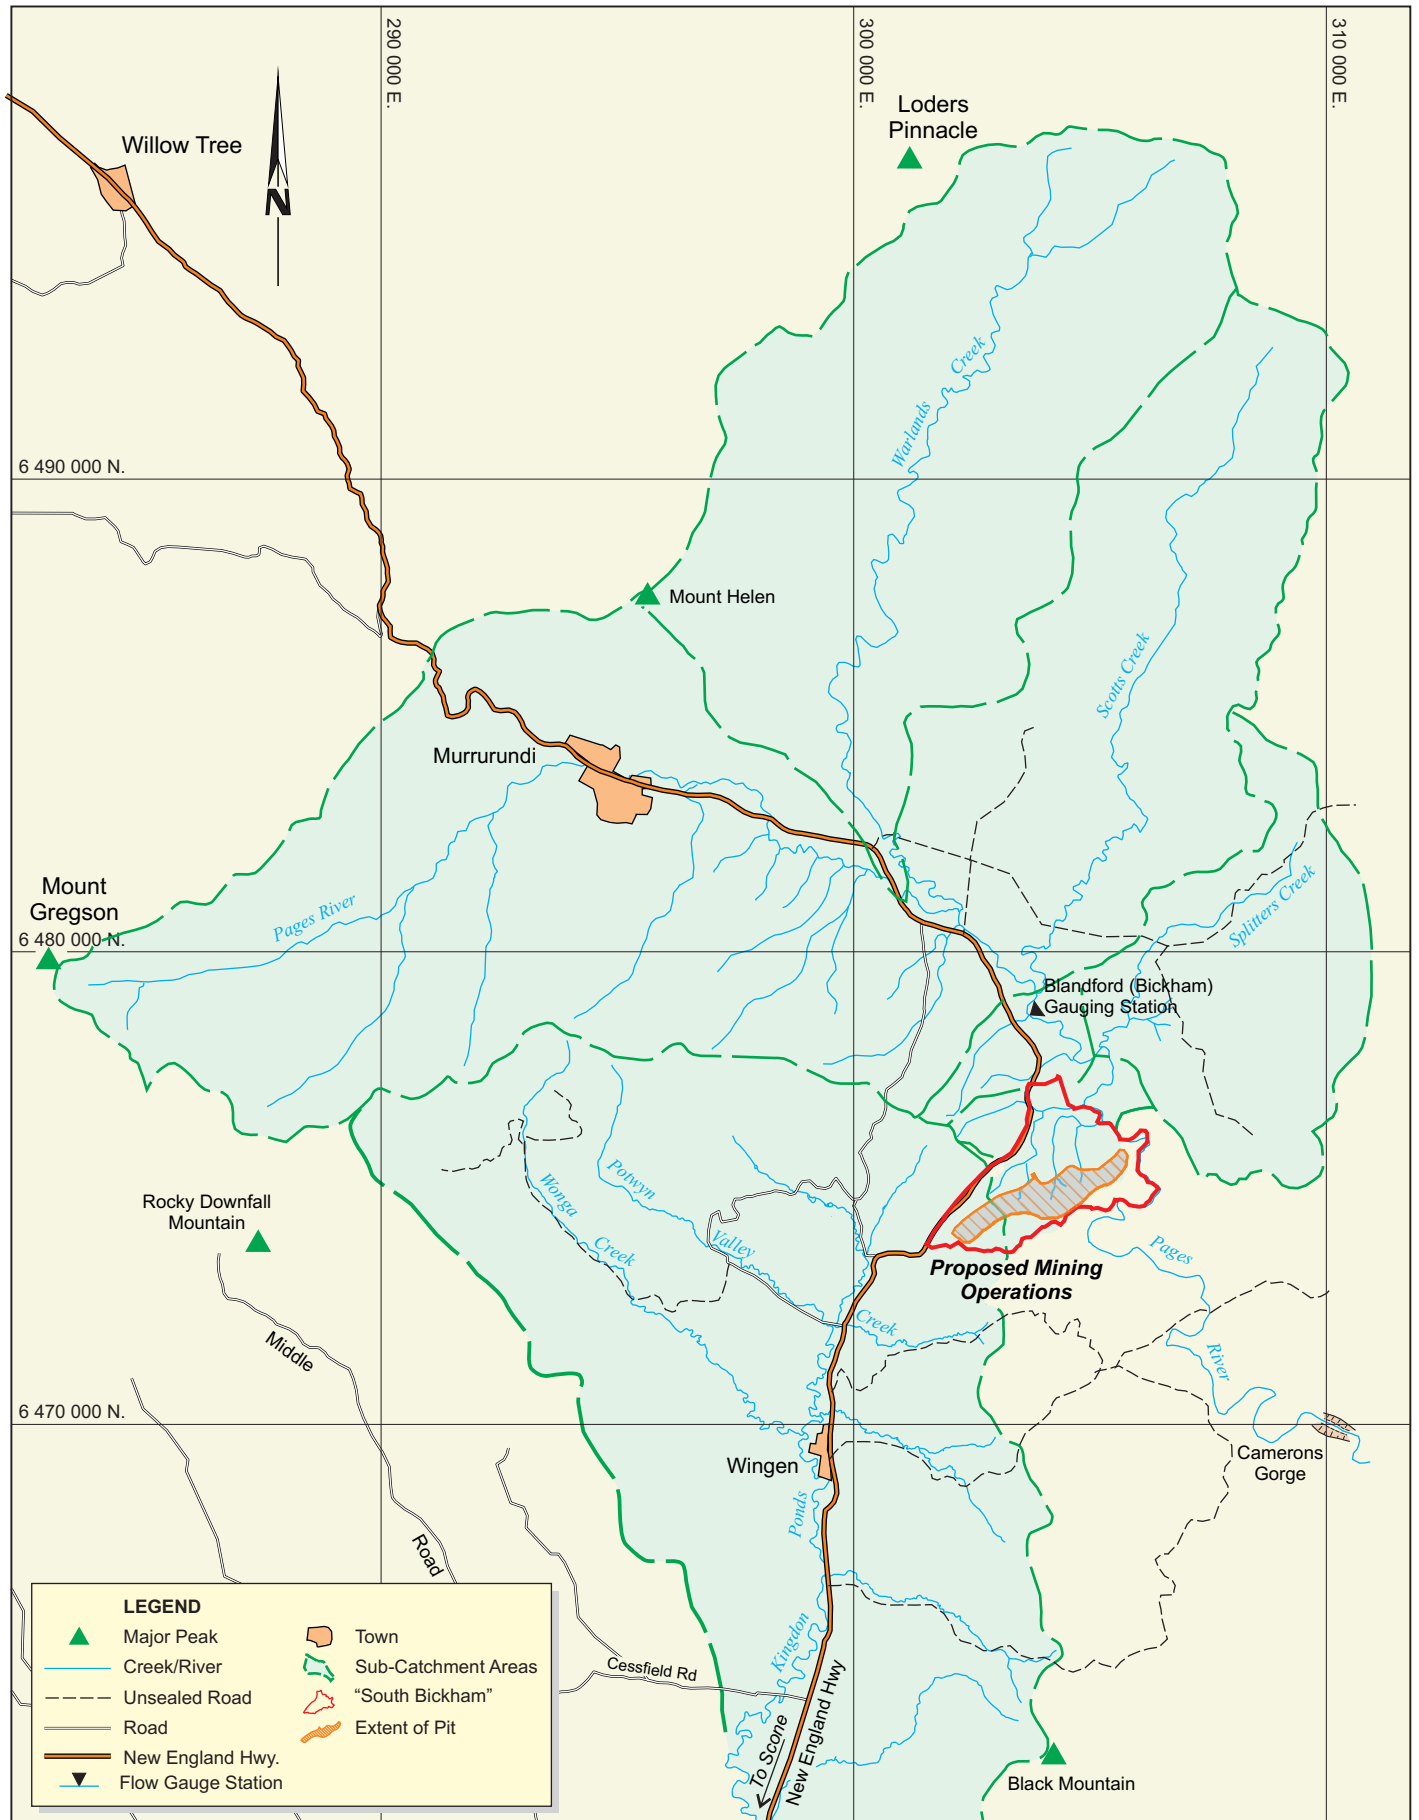 290 000 E.
300 000 E.
310 000 E.
Loders
Pinnacle
Willow Tree
N
Warlands
Creek
6 490 000 N.
Mount Helen
Scotts Creek
Murrurundi
Mount
Gregson
Pages River
Splitters Creek
6 480 000 N.
Blandford (Bickham)
Gauging Station
Rocky Downfall
Mountain
Wonga
Creek
Potwyn
Valley
Creek
Pages
River
Proposed Mining
Operations
Middle
Road
6 470 000 N.
Wingen
Camerons
Gorge
Ponds
Kingdon
Cessfield Rd
To Scone
New England Hwy
Black Mountain
LEGEND
Major Peak
Creek/River
Unsealed Road
Road
New England Hwy.
Flow Gauge Station
Town
Sub-Catchment Areas
“South Bickham”
Extent of Pit